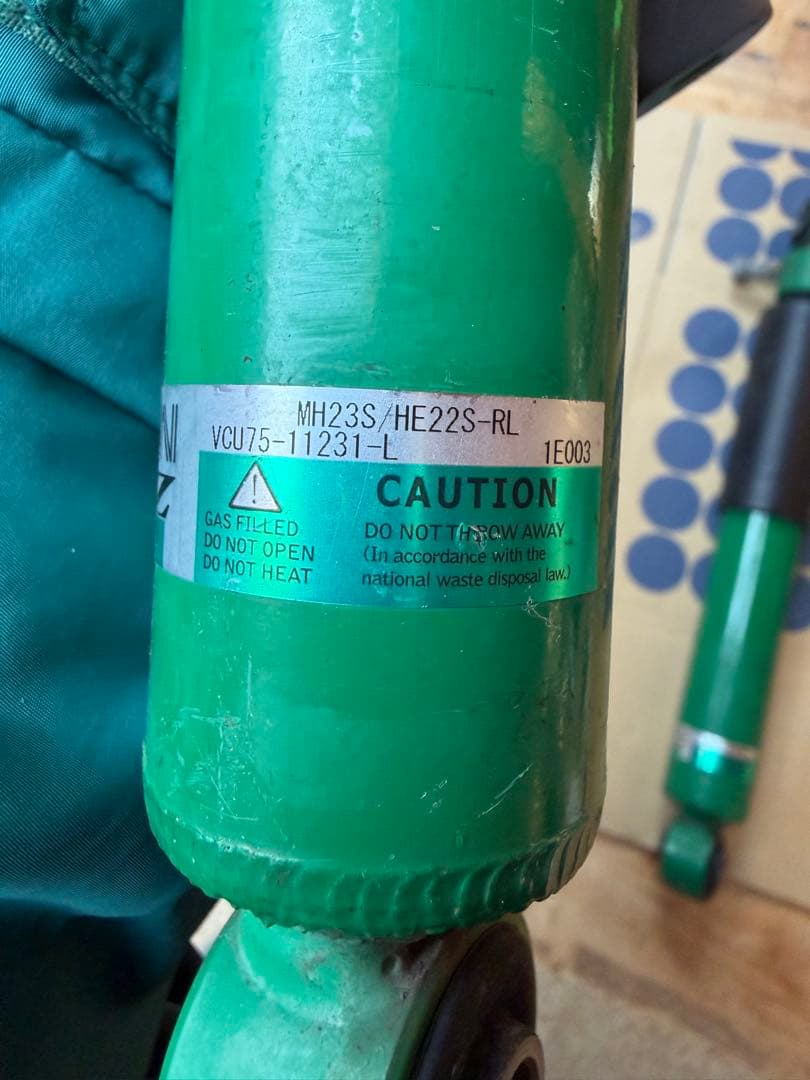 MH23S/HE22S-RL
VCU75-11231-L 1E003
CAUTION
GAS FILLED
DO NOT OPEN
DO NOT HEAT
DO NOT THROW AWAY
(In accordance with the
national waste disposal law.)